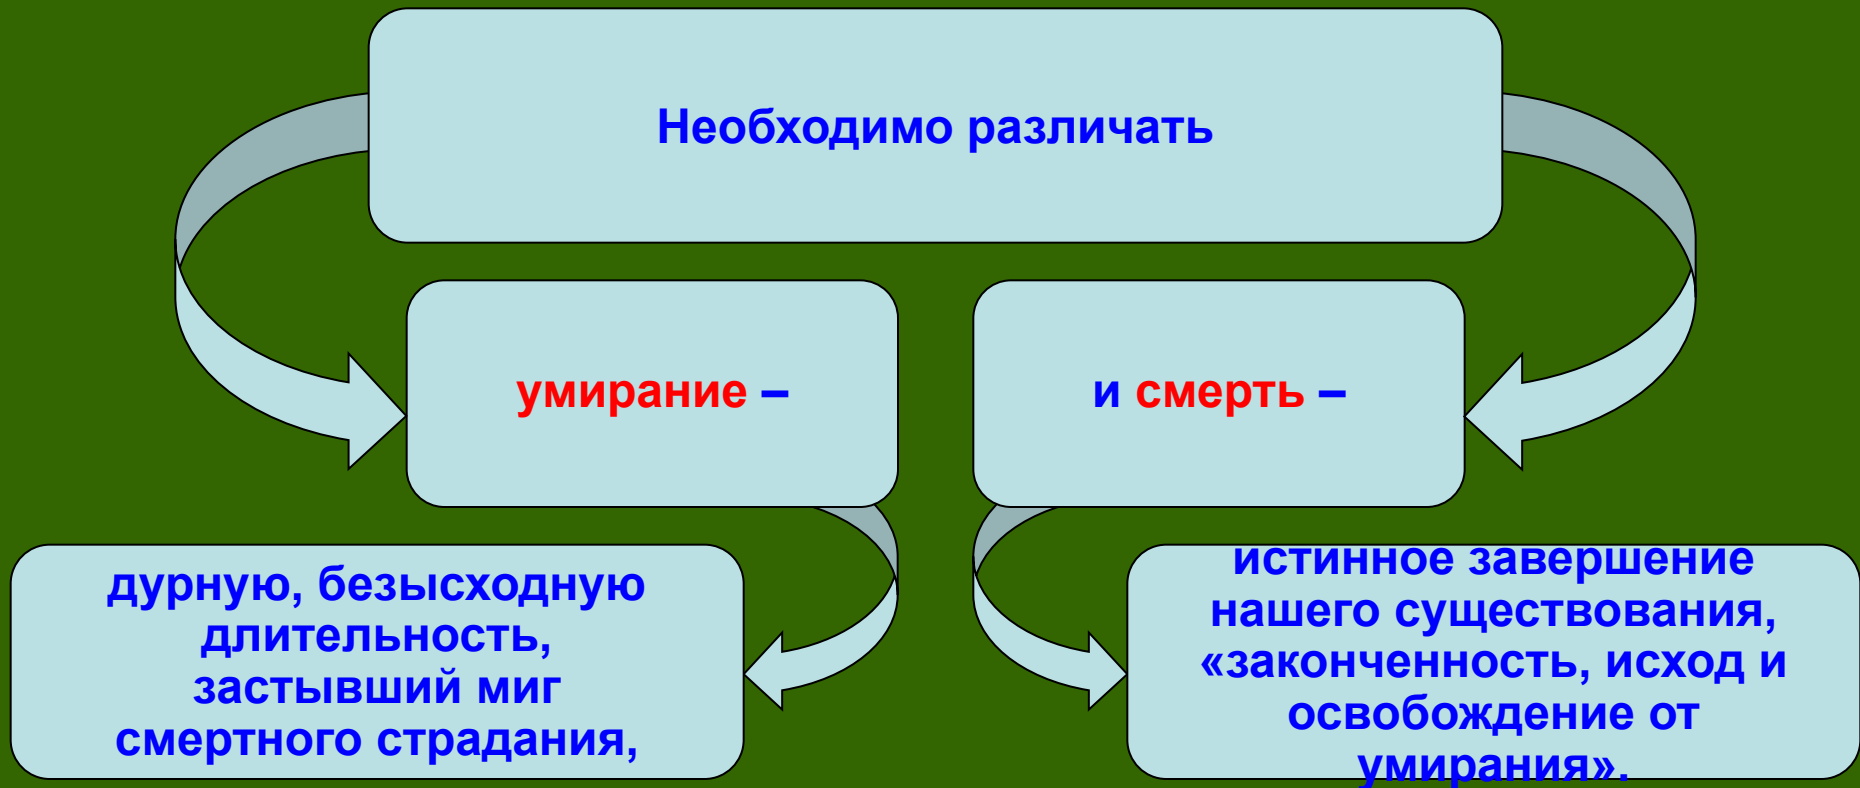 Необходимо различать
умирание –
и смерть –
дурную, безысходную
длительность,
застывший миг
смертного страдания,
истинное завершение
нашего существования,
«законченность, исход и
освобождение от
умирания».